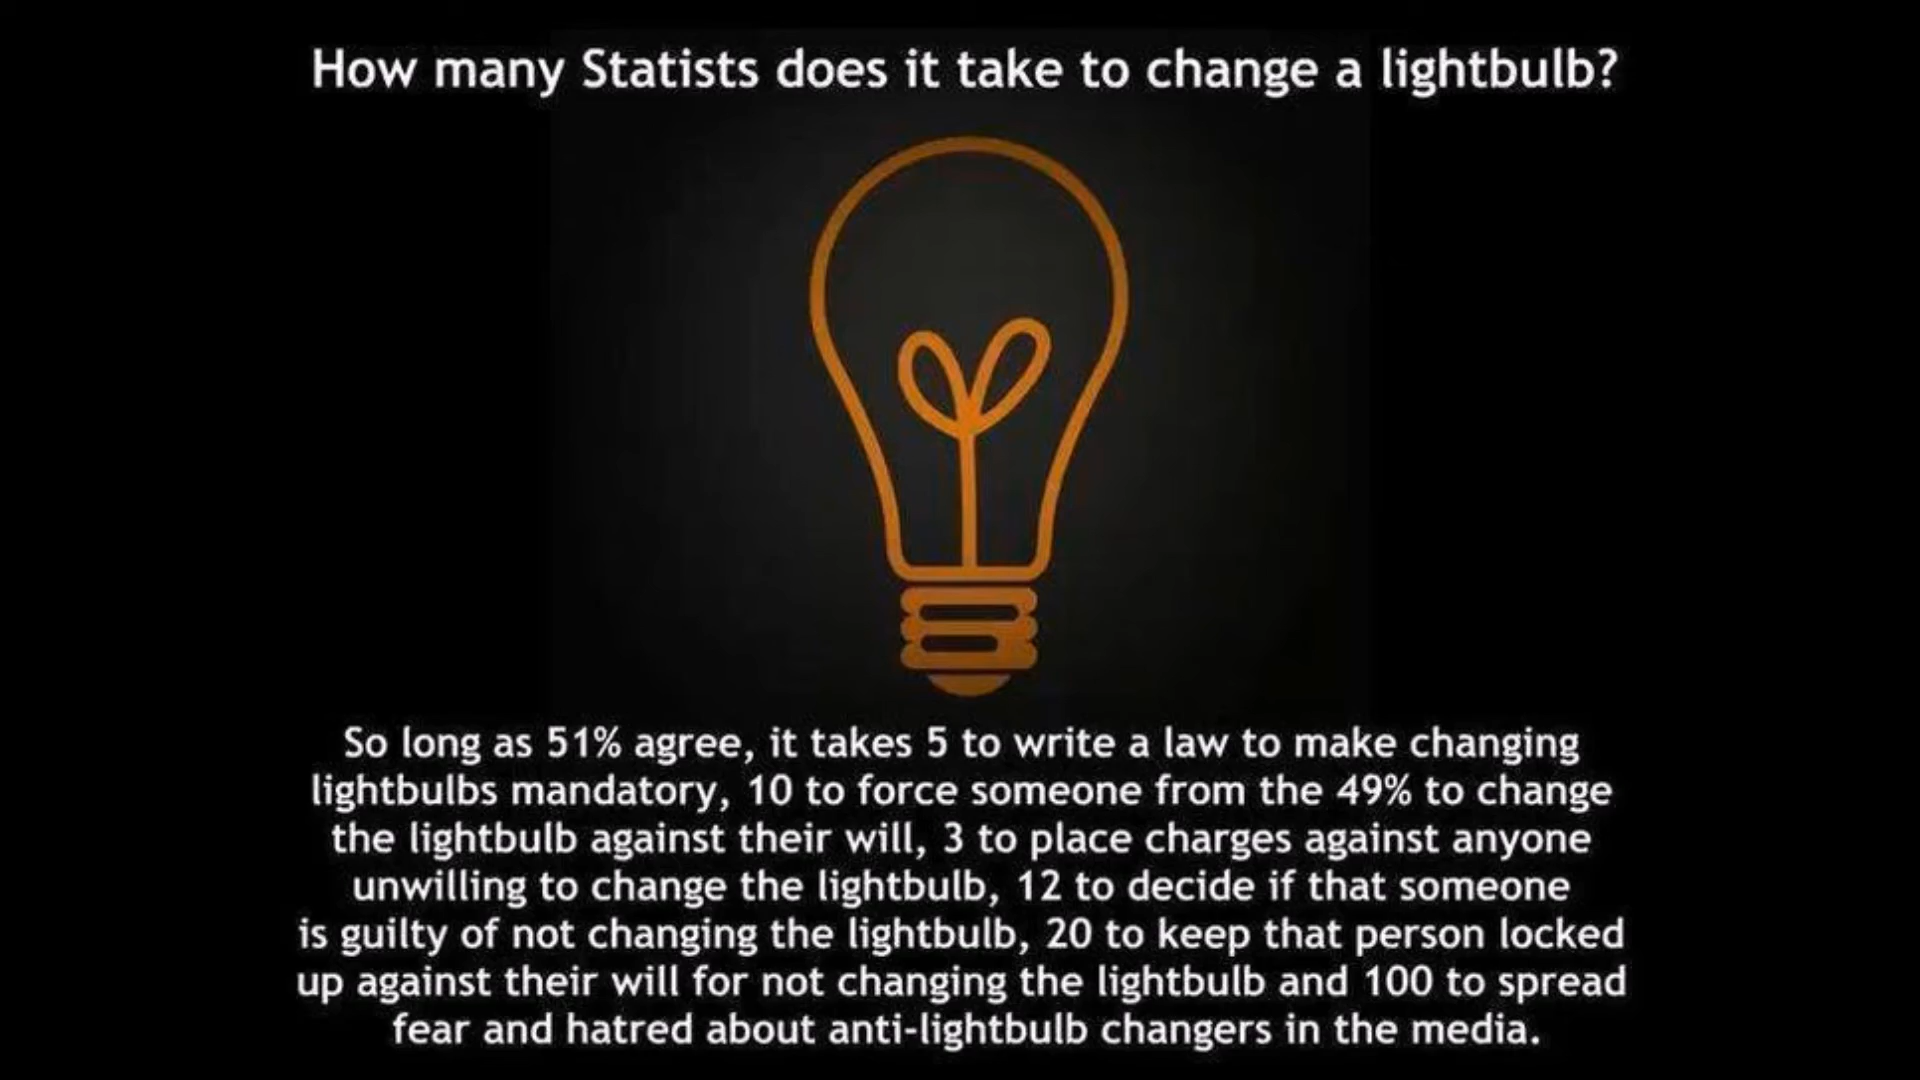 How many Statists does it take to change a lightbulb?
So long as 51% agree, it takes 5 to write a law to make changing
lightbulbs mandatory, 10 to force someone from the 49% to change
the lightbulb against their will, 3 to place charges against anyone
unwilling to change the lightbulb, 12 to decide if that someone
is guilty of not changing the lightbulb, 20 to keep that person locked
up against their will for not changing the lightbulb and 100 to spread
fear and hatred about anti-lightbulb changers in the media.